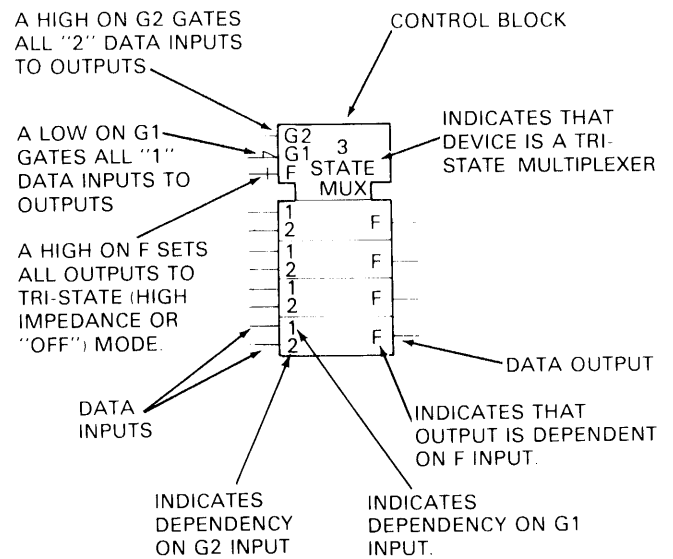 A HIGH ON G2 GATES
ALL "2" DATA INPUTS
TO OUTPUTS
CONTROL BLOCK
A LOW ON G1
GATES ALL "1"
DATA INPUTS TO
OUTPUTS
G2
G1
F
3
STATE
MUX
INDICATES THAT
DEVICE IS A TRI-
STATE MULTIPLEXER
A HIGH ON F SETS
ALL OUTPUTS TO
TRI-STATE (HIGH
IMPEDANCE OR
"OFF") MODE.
1
2 F
1
2 F
1
2 F
1
2 F
DATA OUTPUT
DATA
INPUTS
INDICATES THAT
OUTPUT IS DEPENDENT
ON F INPUT.
INDICATES
DEPENDENCY
ON G2 INPUT
INDICATES
DEPENDENCY ON G1
INPUT.